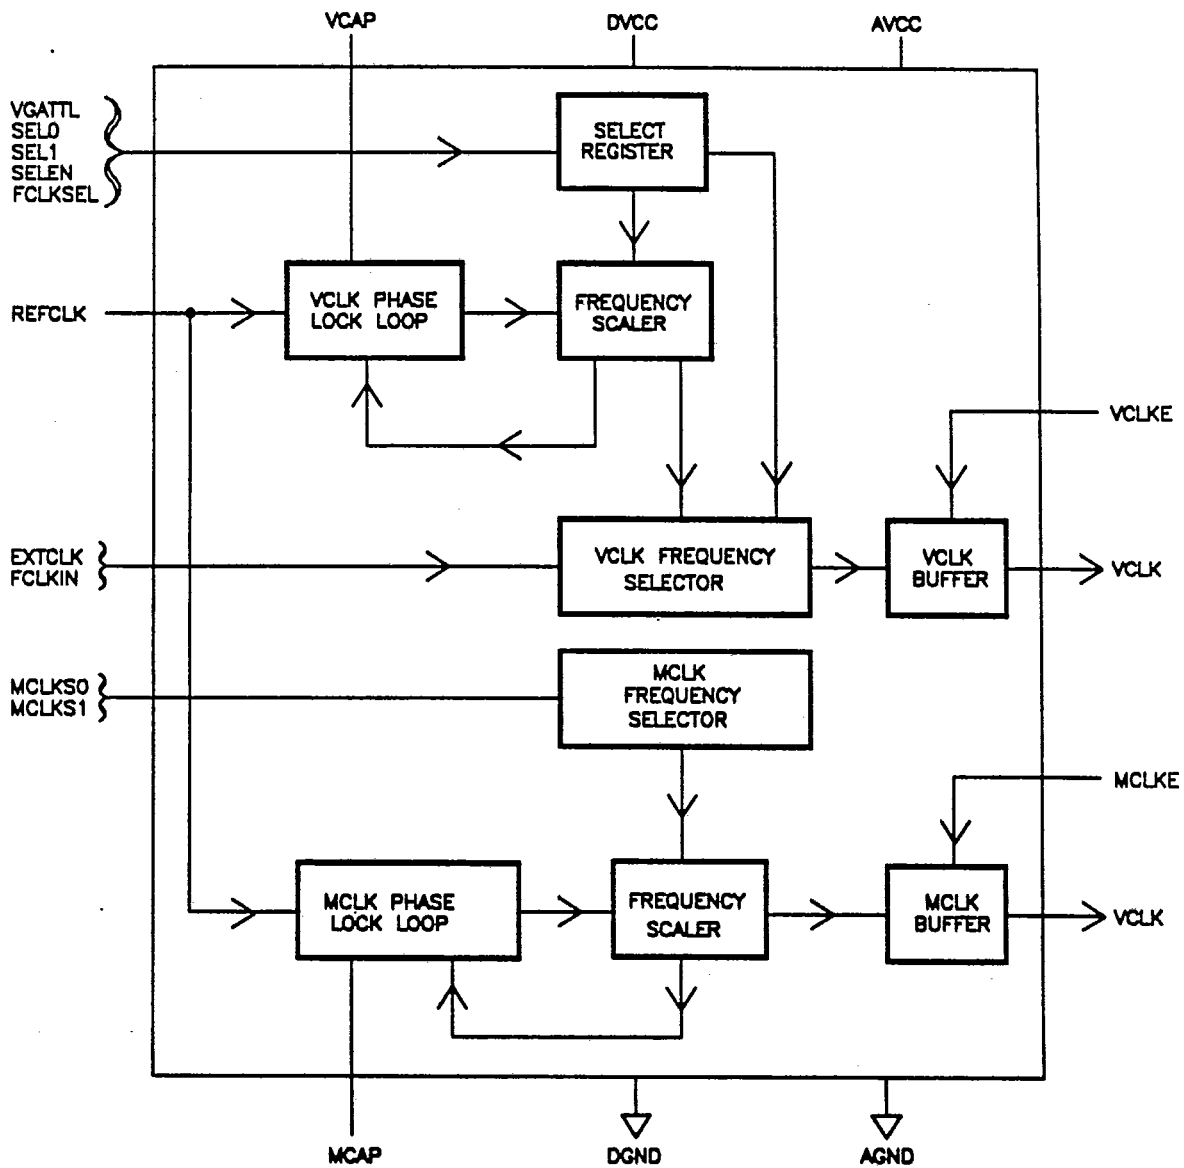 VCAP
DVCC
AVCC
VGATTL
SEL0
SEL1
SELEN
FCLKSEL
SELECT
REGISTER
REFCLK
VCLK PHASE
LOCK LOOP
FREQUENCY
SCALER
VCLKE
EXTCLK
FCLKIN
VCLK FREQUENCY
SELECTOR
VCLK
BUFFER
VCLK
MCLKS0
MCLKS1
MCLK
FREQUENCY
SELECTOR
MCLKE
MCLK PHASE
LOCK LOOP
FREQUENCY
SCALER
MCLK
BUFFER
VCLK
MCAP
DGND
AGND